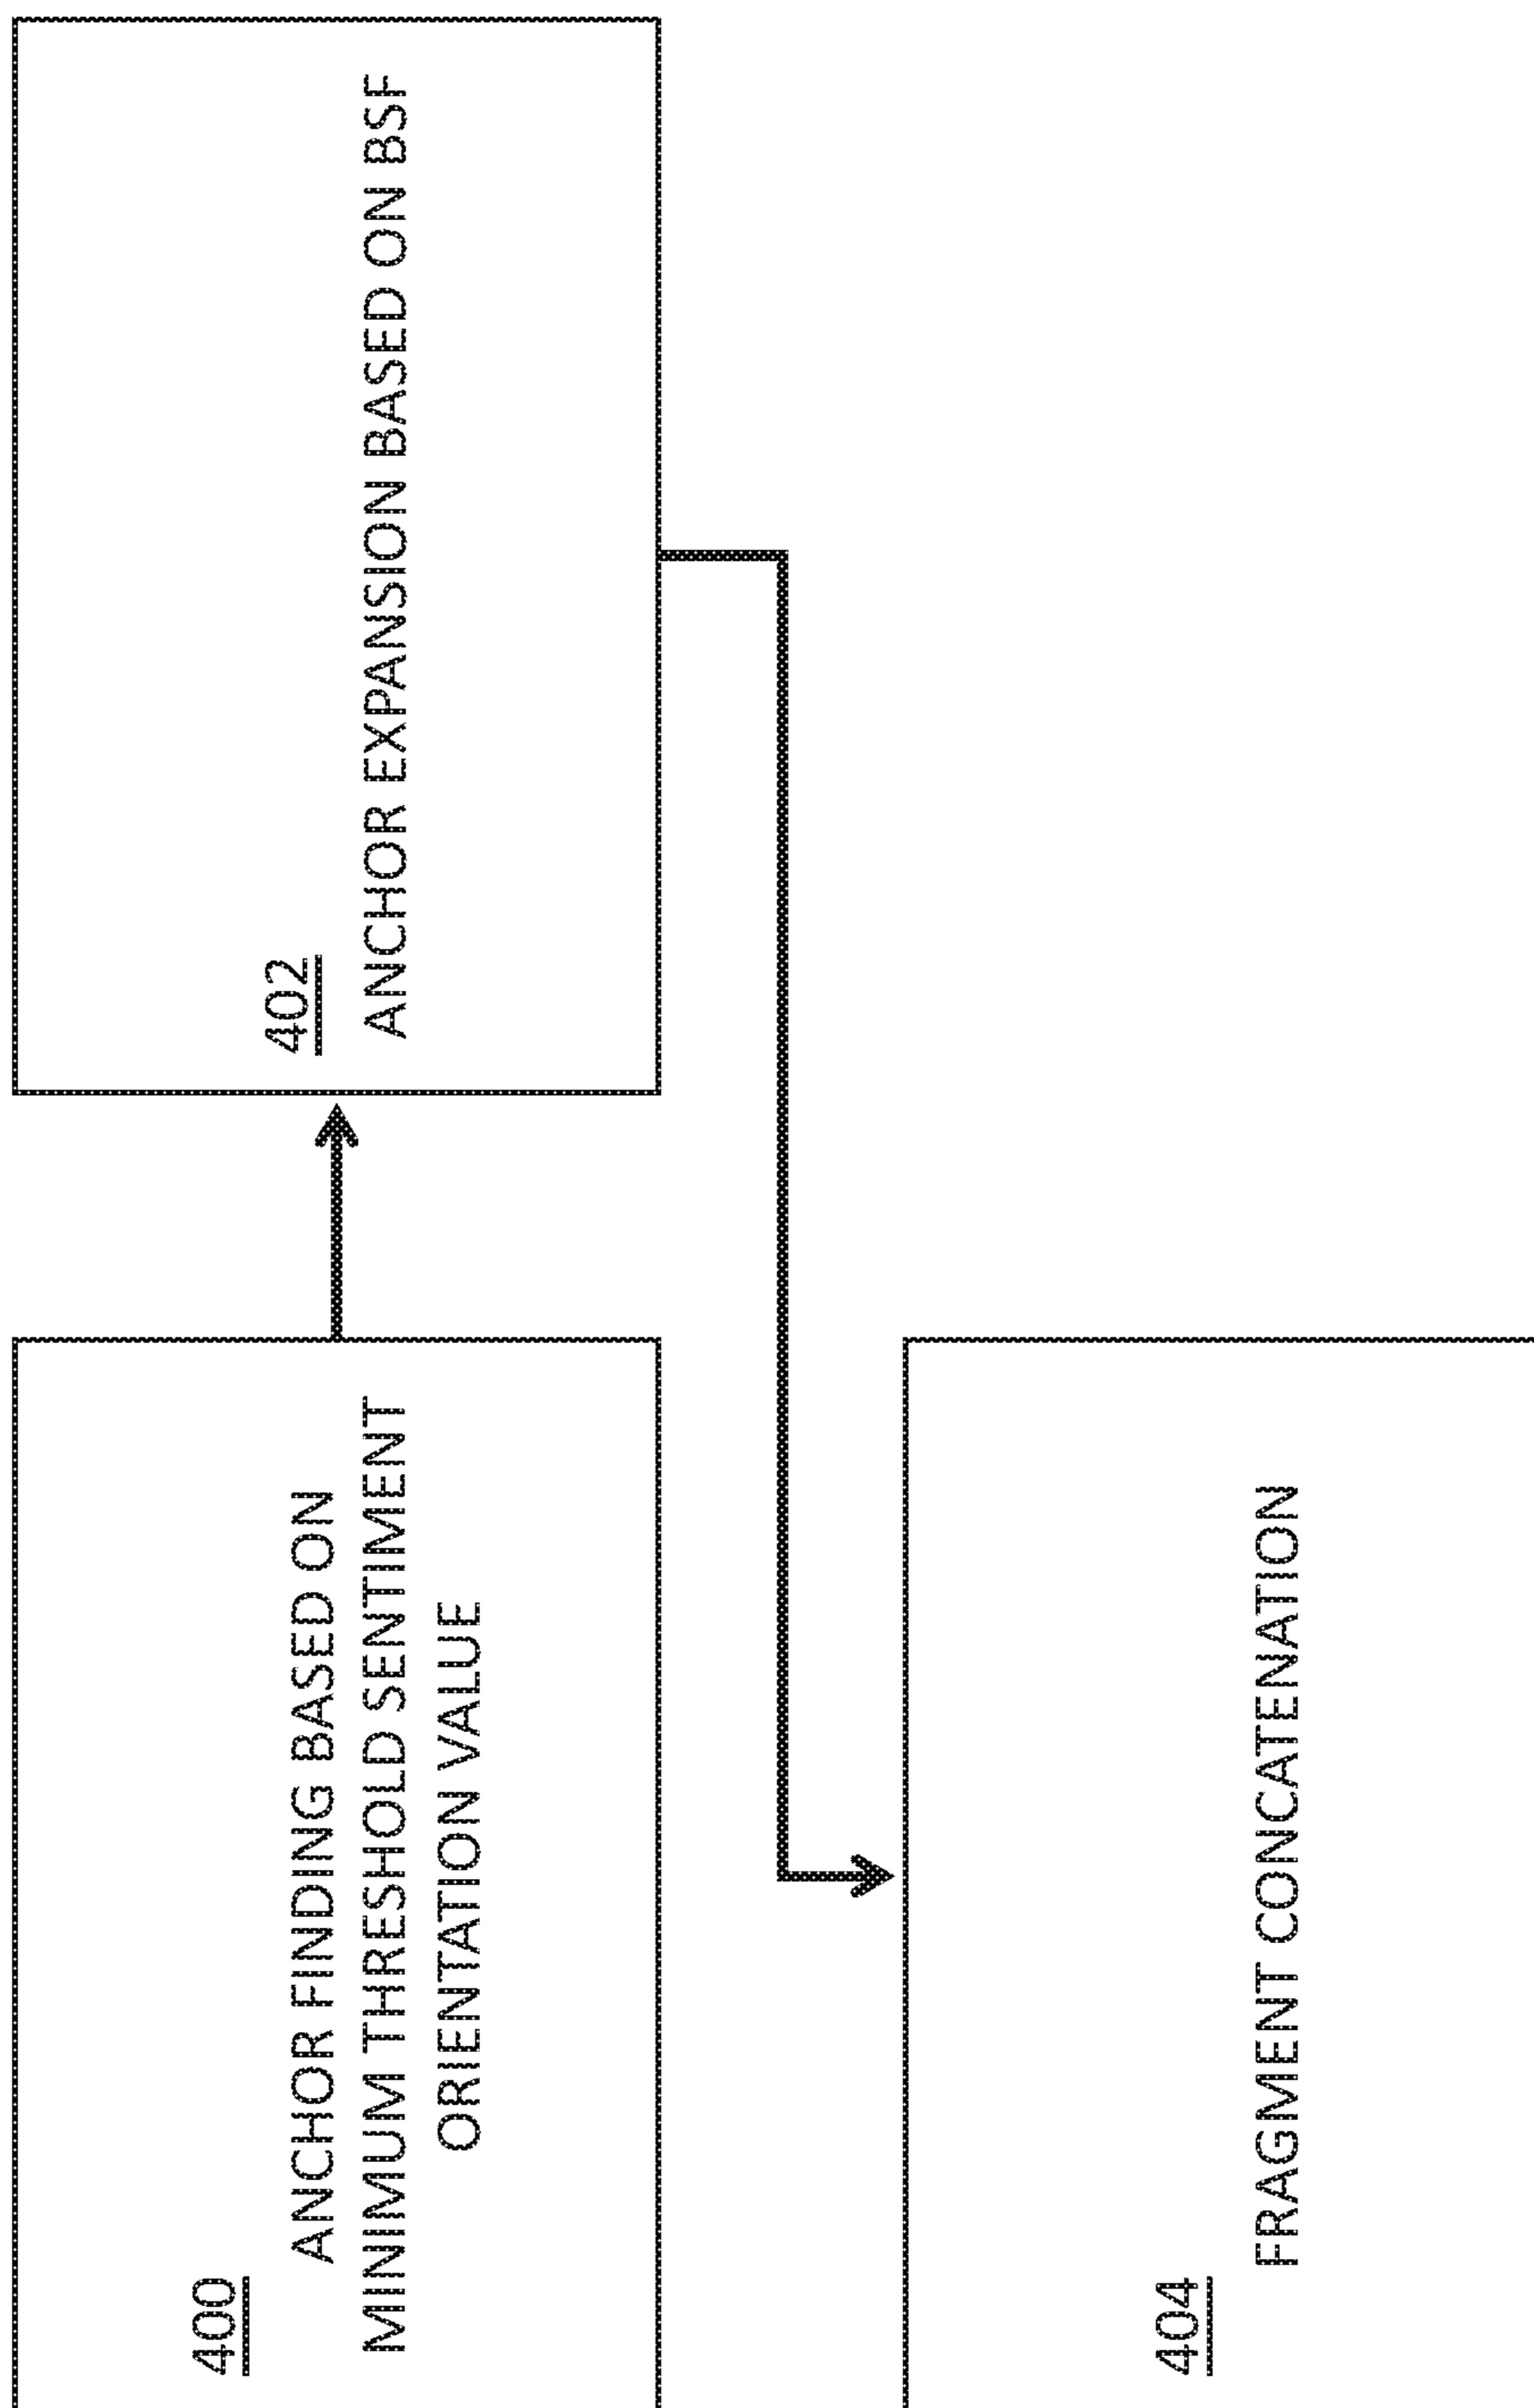 400
ANCHOR FINDING BASED ON
MINIMUM THRESHOLD SENTIMENT
ORIENTATION VALUE
402
ANCHOR EXPANSION BASED ON BSF
404
FRAGMENT CONCATENATION